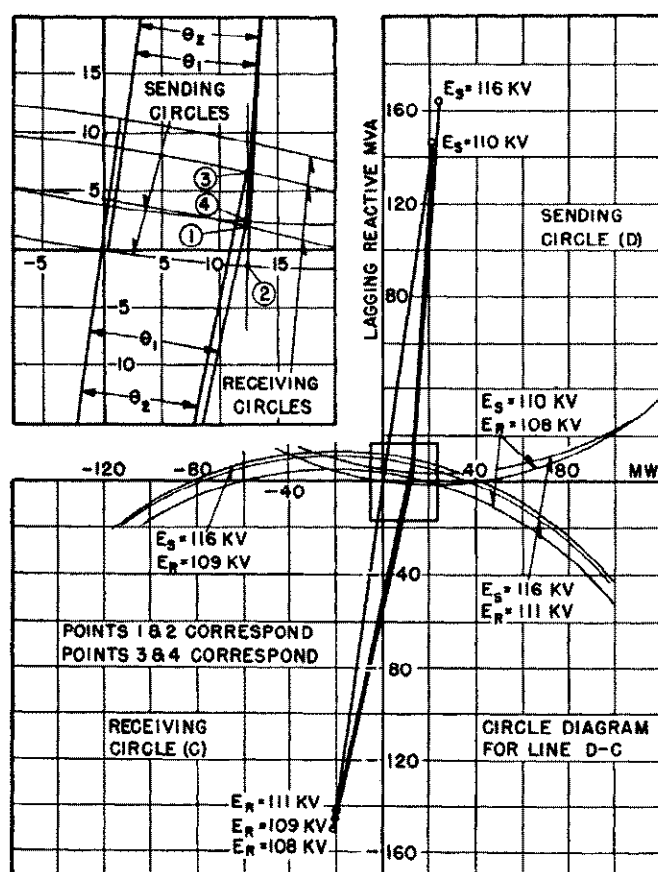 15
θ2
θ1
SENDING
CIRCLES
10
5
3
4
1
2
-5
5
10
15
-5
θ1
-10
θ2
RECEIVING
CIRCLES
LAGGING REACTIVE MVA
160
120
80
ES=116 KV
ES=110 KV
SENDING
CIRCLE (D)
ES=110 KV
ER=108 KV
-120
-80
-40
40
80
MW
ES=116 KV
ER=109 KV
ES=116 KV
ER=111 KV
-40
POINTS 1 & 2 CORRESPOND
POINTS 3 & 4 CORRESPOND
-80
RECEIVING
CIRCLE (C)
CIRCLE DIAGRAM
FOR LINE D-C
-120
ER=111 KV
ER=109 KV
ER=108 KV
-160